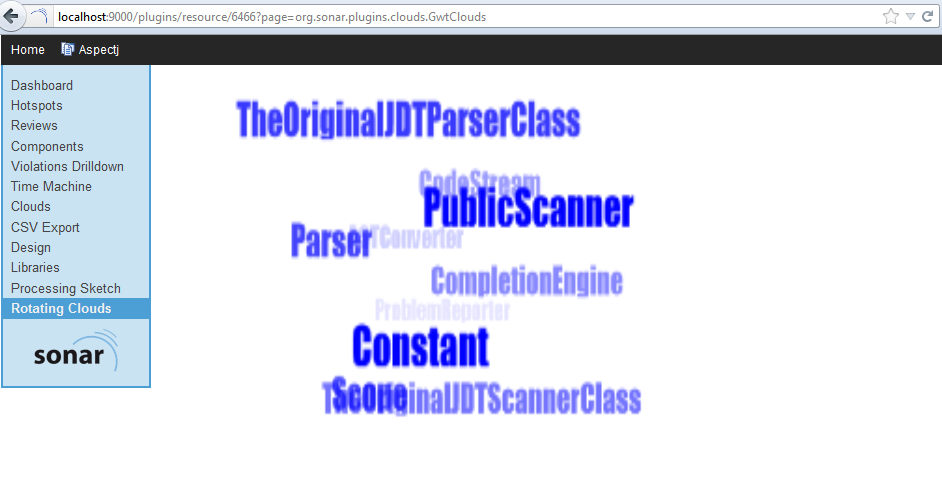 localhost:9000/plugins/resource/6466?page=org.sonar.plugins.clouds.GwtClouds
Home Aspectj
Dashboard
Hotspots
Reviews
Components
Violations Drilldown
Time Machine
Clouds
CSV Export
Design
Libraries
Processing Sketch
Rotating Clouds
sonar
TheOriginalJDTParserClass
CodeStream
PublicScanner
Parser
CompletionEngine
ProblemReporter
Constant
Scope
TheOriginalJDTScannerClass